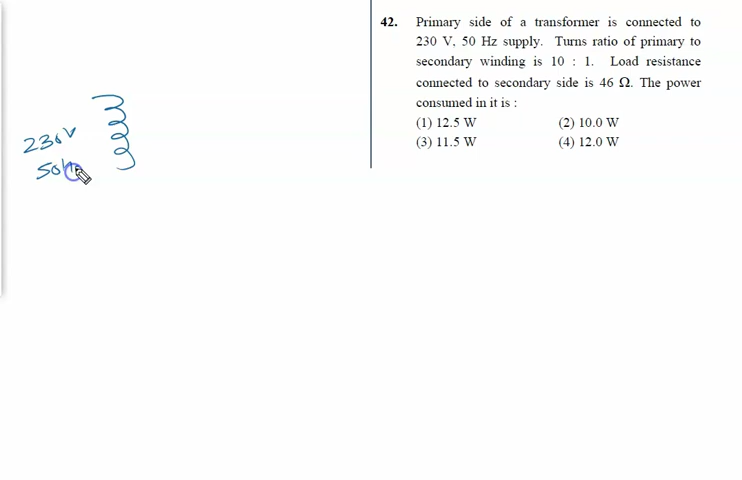 42. Primary side of a transformer is connected to
230 V, 50 Hz supply. Turns ratio of primary to
secondary winding is 10 : 1. Load resistance
connected to secondary side is 46 Ω. The power
consumed in it is :
(1) 12.5 W (2) 10.0 W
(3) 11.5 W (4) 12.0 W
230V
50H